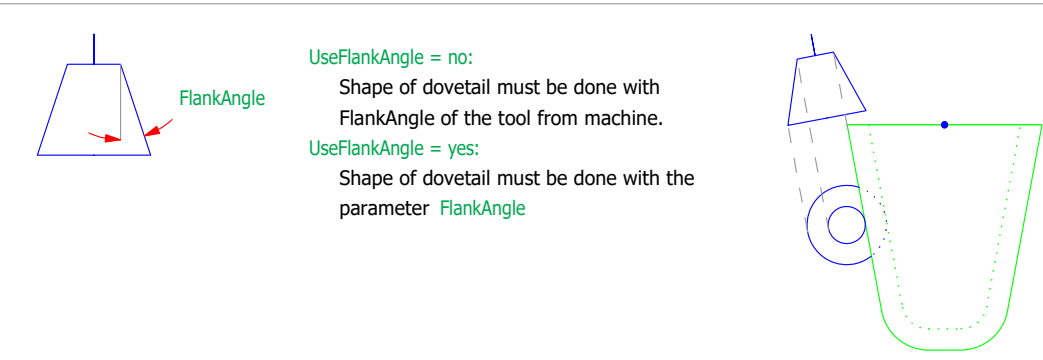 FlankAngle
UseFlankAngle = no:
Shape of dovetail must be done with
FlankAngle of the tool from machine.
UseFlankAngle = yes:
Shape of dovetail must be done with the
parameter FlankAngle